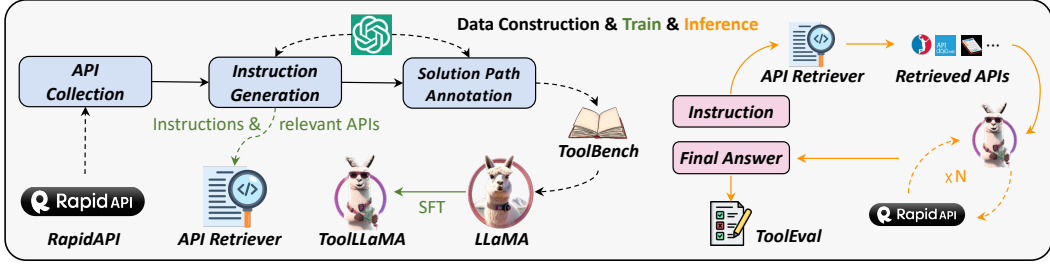 Data Construction & Train & Inference
API
Collection
Instruction
Generation
Solution Path
Annotation
Instructions & relevant APIs
ToolBench
RapidAPI
RapidAPI
API Retriever
ToolLLaMA
SFT
LLaMA
API Retriever
Retrieved APIs
...
Instruction
Final Answer
ToolEval
×N
RapidAPI